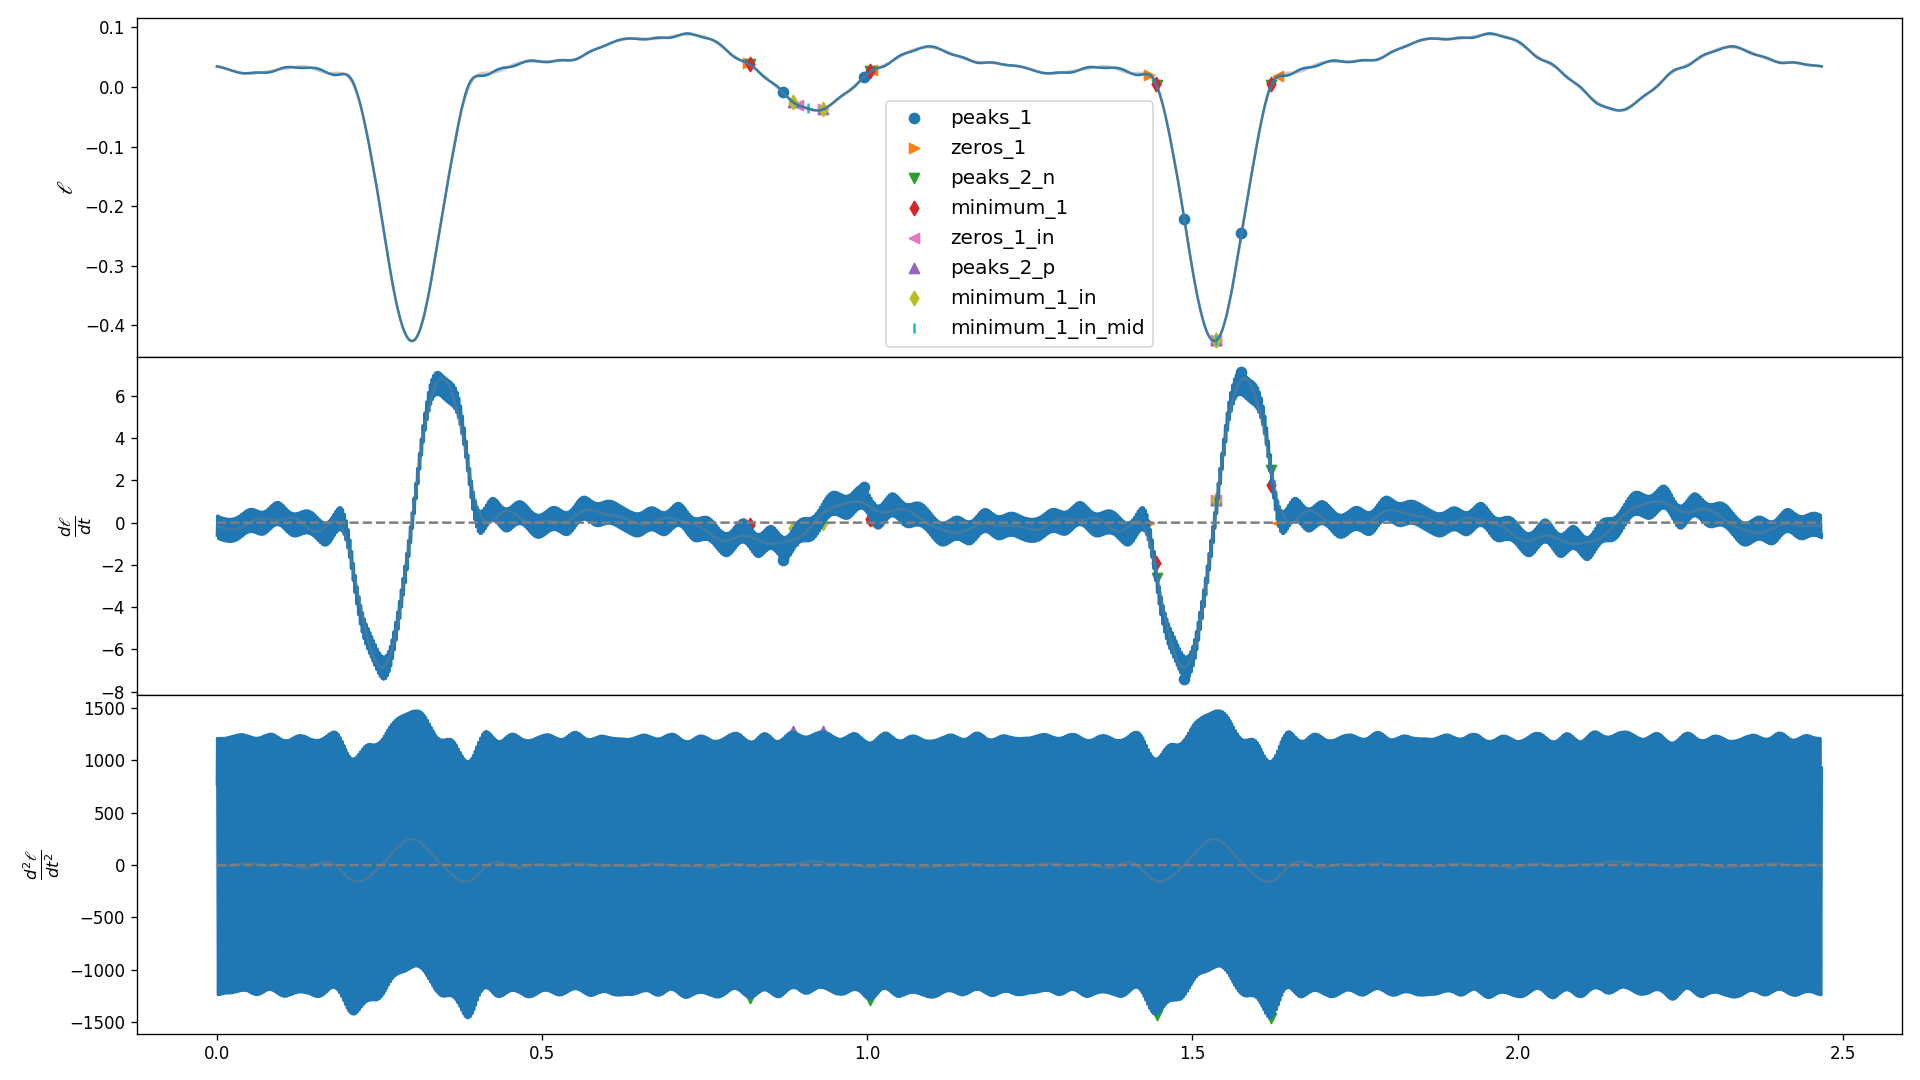 0.1
0.0
−0.1
−0.2
−0.3
−0.4
ℓ
peaks_1
zeros_1
peaks_2_n
minimum_1
zeros_1_in
peaks_2_p
minimum_1_in
minimum_1_in_mid
6
4
2
0
−2
−4
−6
−8
dℓ
dt
1500
1000
500
0
−500
−1000
−1500
d²ℓ
dt²
0.0 0.5 1.0 1.5 2.0 2.5